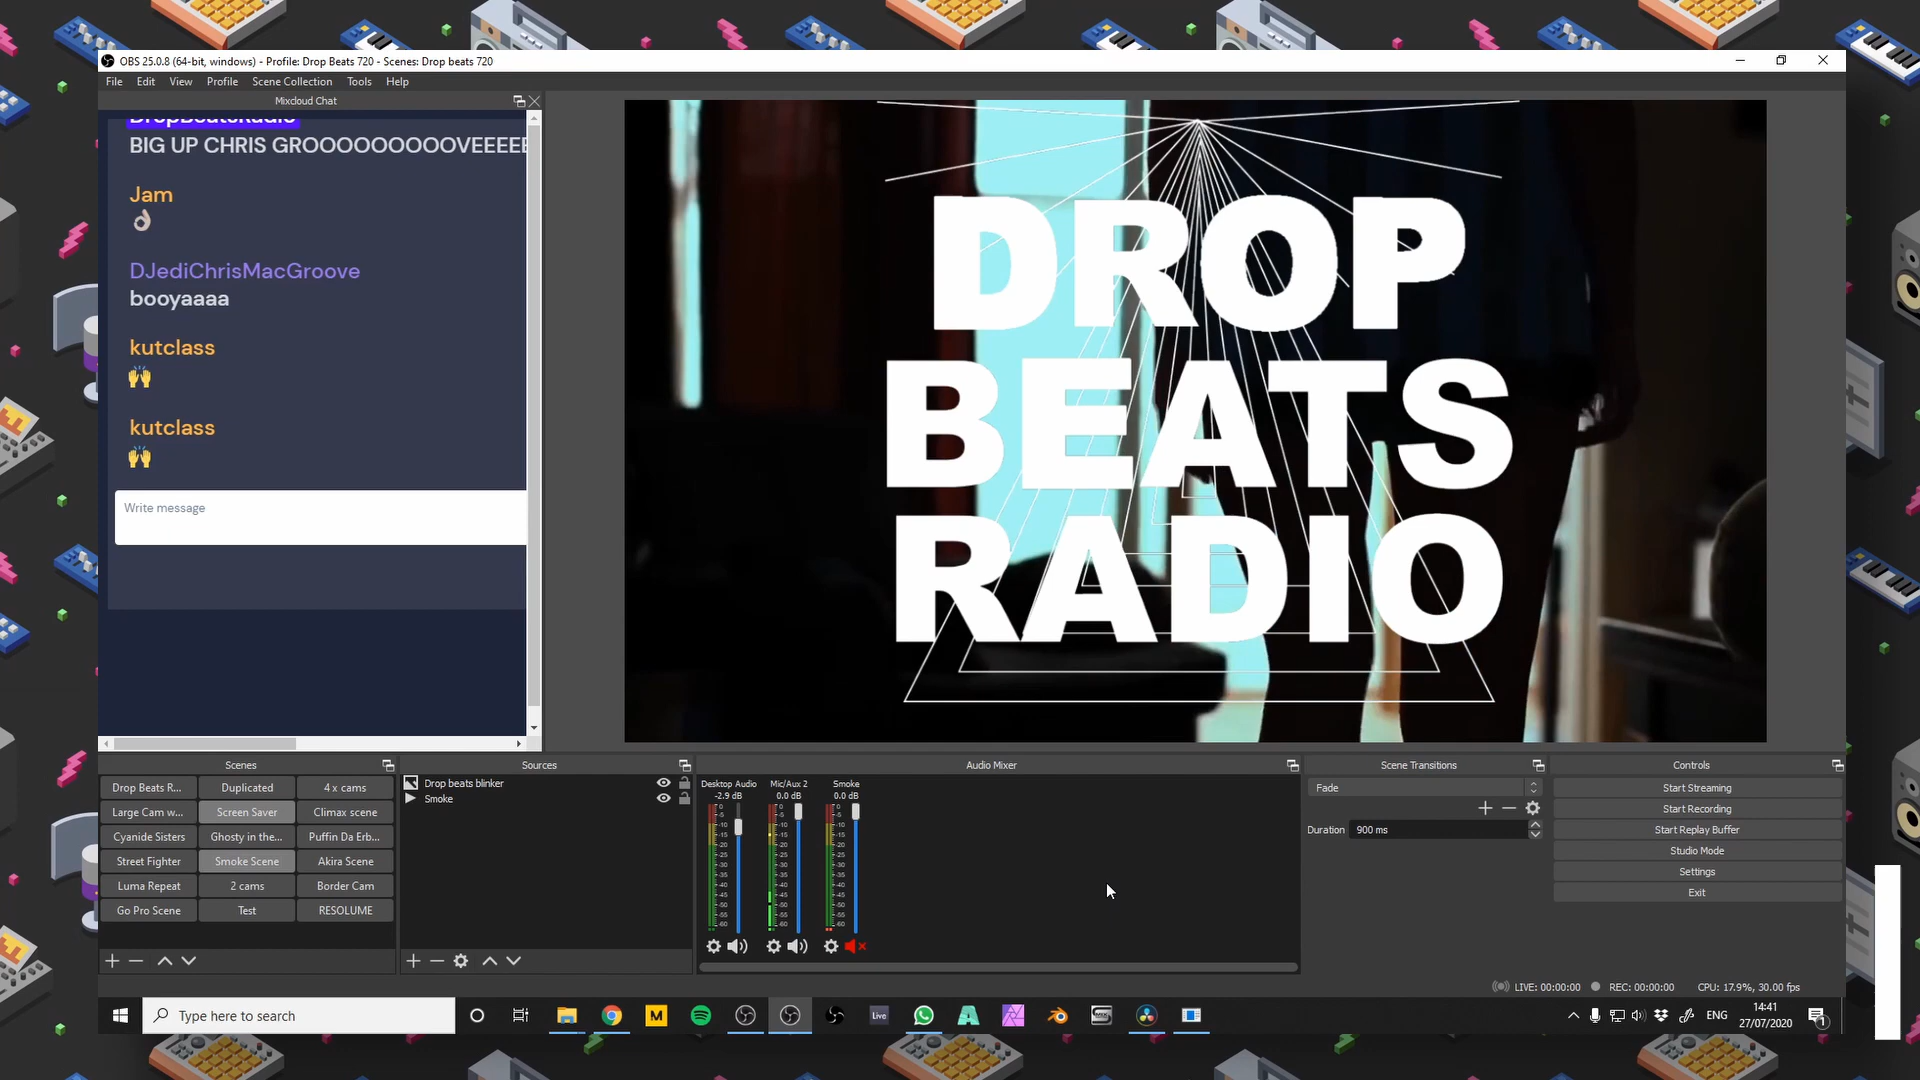 OBS 25.0.8 (64-bit, windows) - Profile: Drop Beats 720 - Scenes: Drop beats 720
File Edit View Profile Scene Collection Tools Help
Mixcloud Chat
DropBeatsRadio
BIG UP CHRIS GROOOOOOOOOVEEEEE
Jam
👌🏼
DJediChrisMacGroove
booyaaaa
kutclass
🙌
kutclass
🙌
Write message
DROP
BEATS
RADIO
Scenes
Drop Beats R... Duplicated 4 x cams
Large Cam w... Screen Saver Climax scene
Cyanide Sisters Ghosty in the... Puffin Da Erb...
Street Fighter Smoke Scene Akira Scene
Luma Repeat 2 cams Border Cam
Go Pro Scene Test RESOLUME
Sources
Drop beats blinker
Smoke
Audio Mixer
Desktop Audio Mic/Aux 2 Smoke
-2.9 dB 0.0 dB 0.0 dB
Scene Transitions
Fade
Duration 900 ms
Controls
Start Streaming
Start Recording
Start Replay Buffer
Studio Mode
Settings
Exit
LIVE: 00:00:00 REC: 00:00:00 CPU: 17.9%, 30.00 fps
Type here to search
M
Live
ENG
14:41
27/07/2020
1